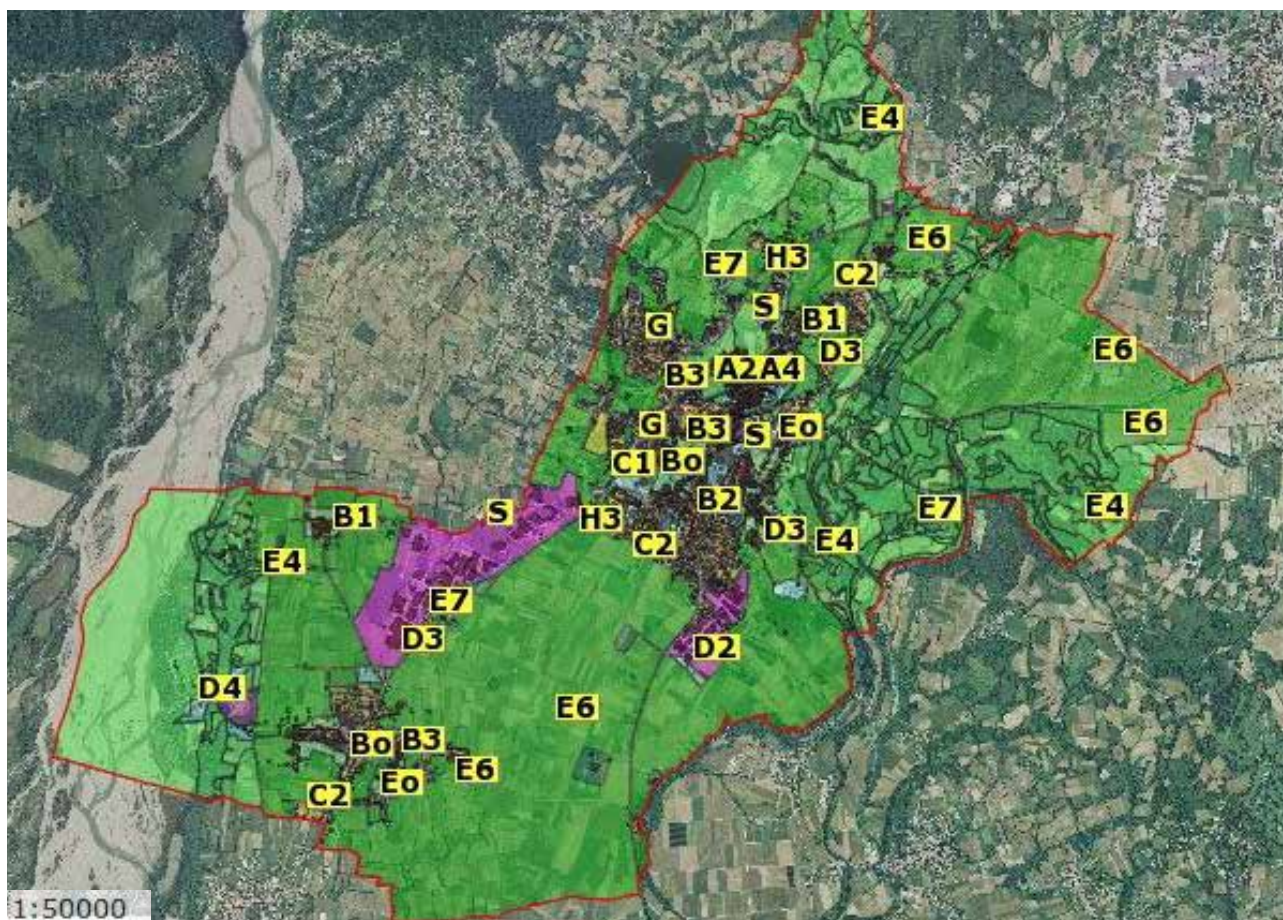 E4
E6
H3
E7
C2
S
B1
G
D3
E6
A2A4
B3
E6
G
B3
S
Eo
C1
Bo
B2
E7
E4
B1
S
H3
D3
E4
C2
E4
E7
D3
D2
D4
E6
Bo
B3
E6
Eo
C2
1:50000